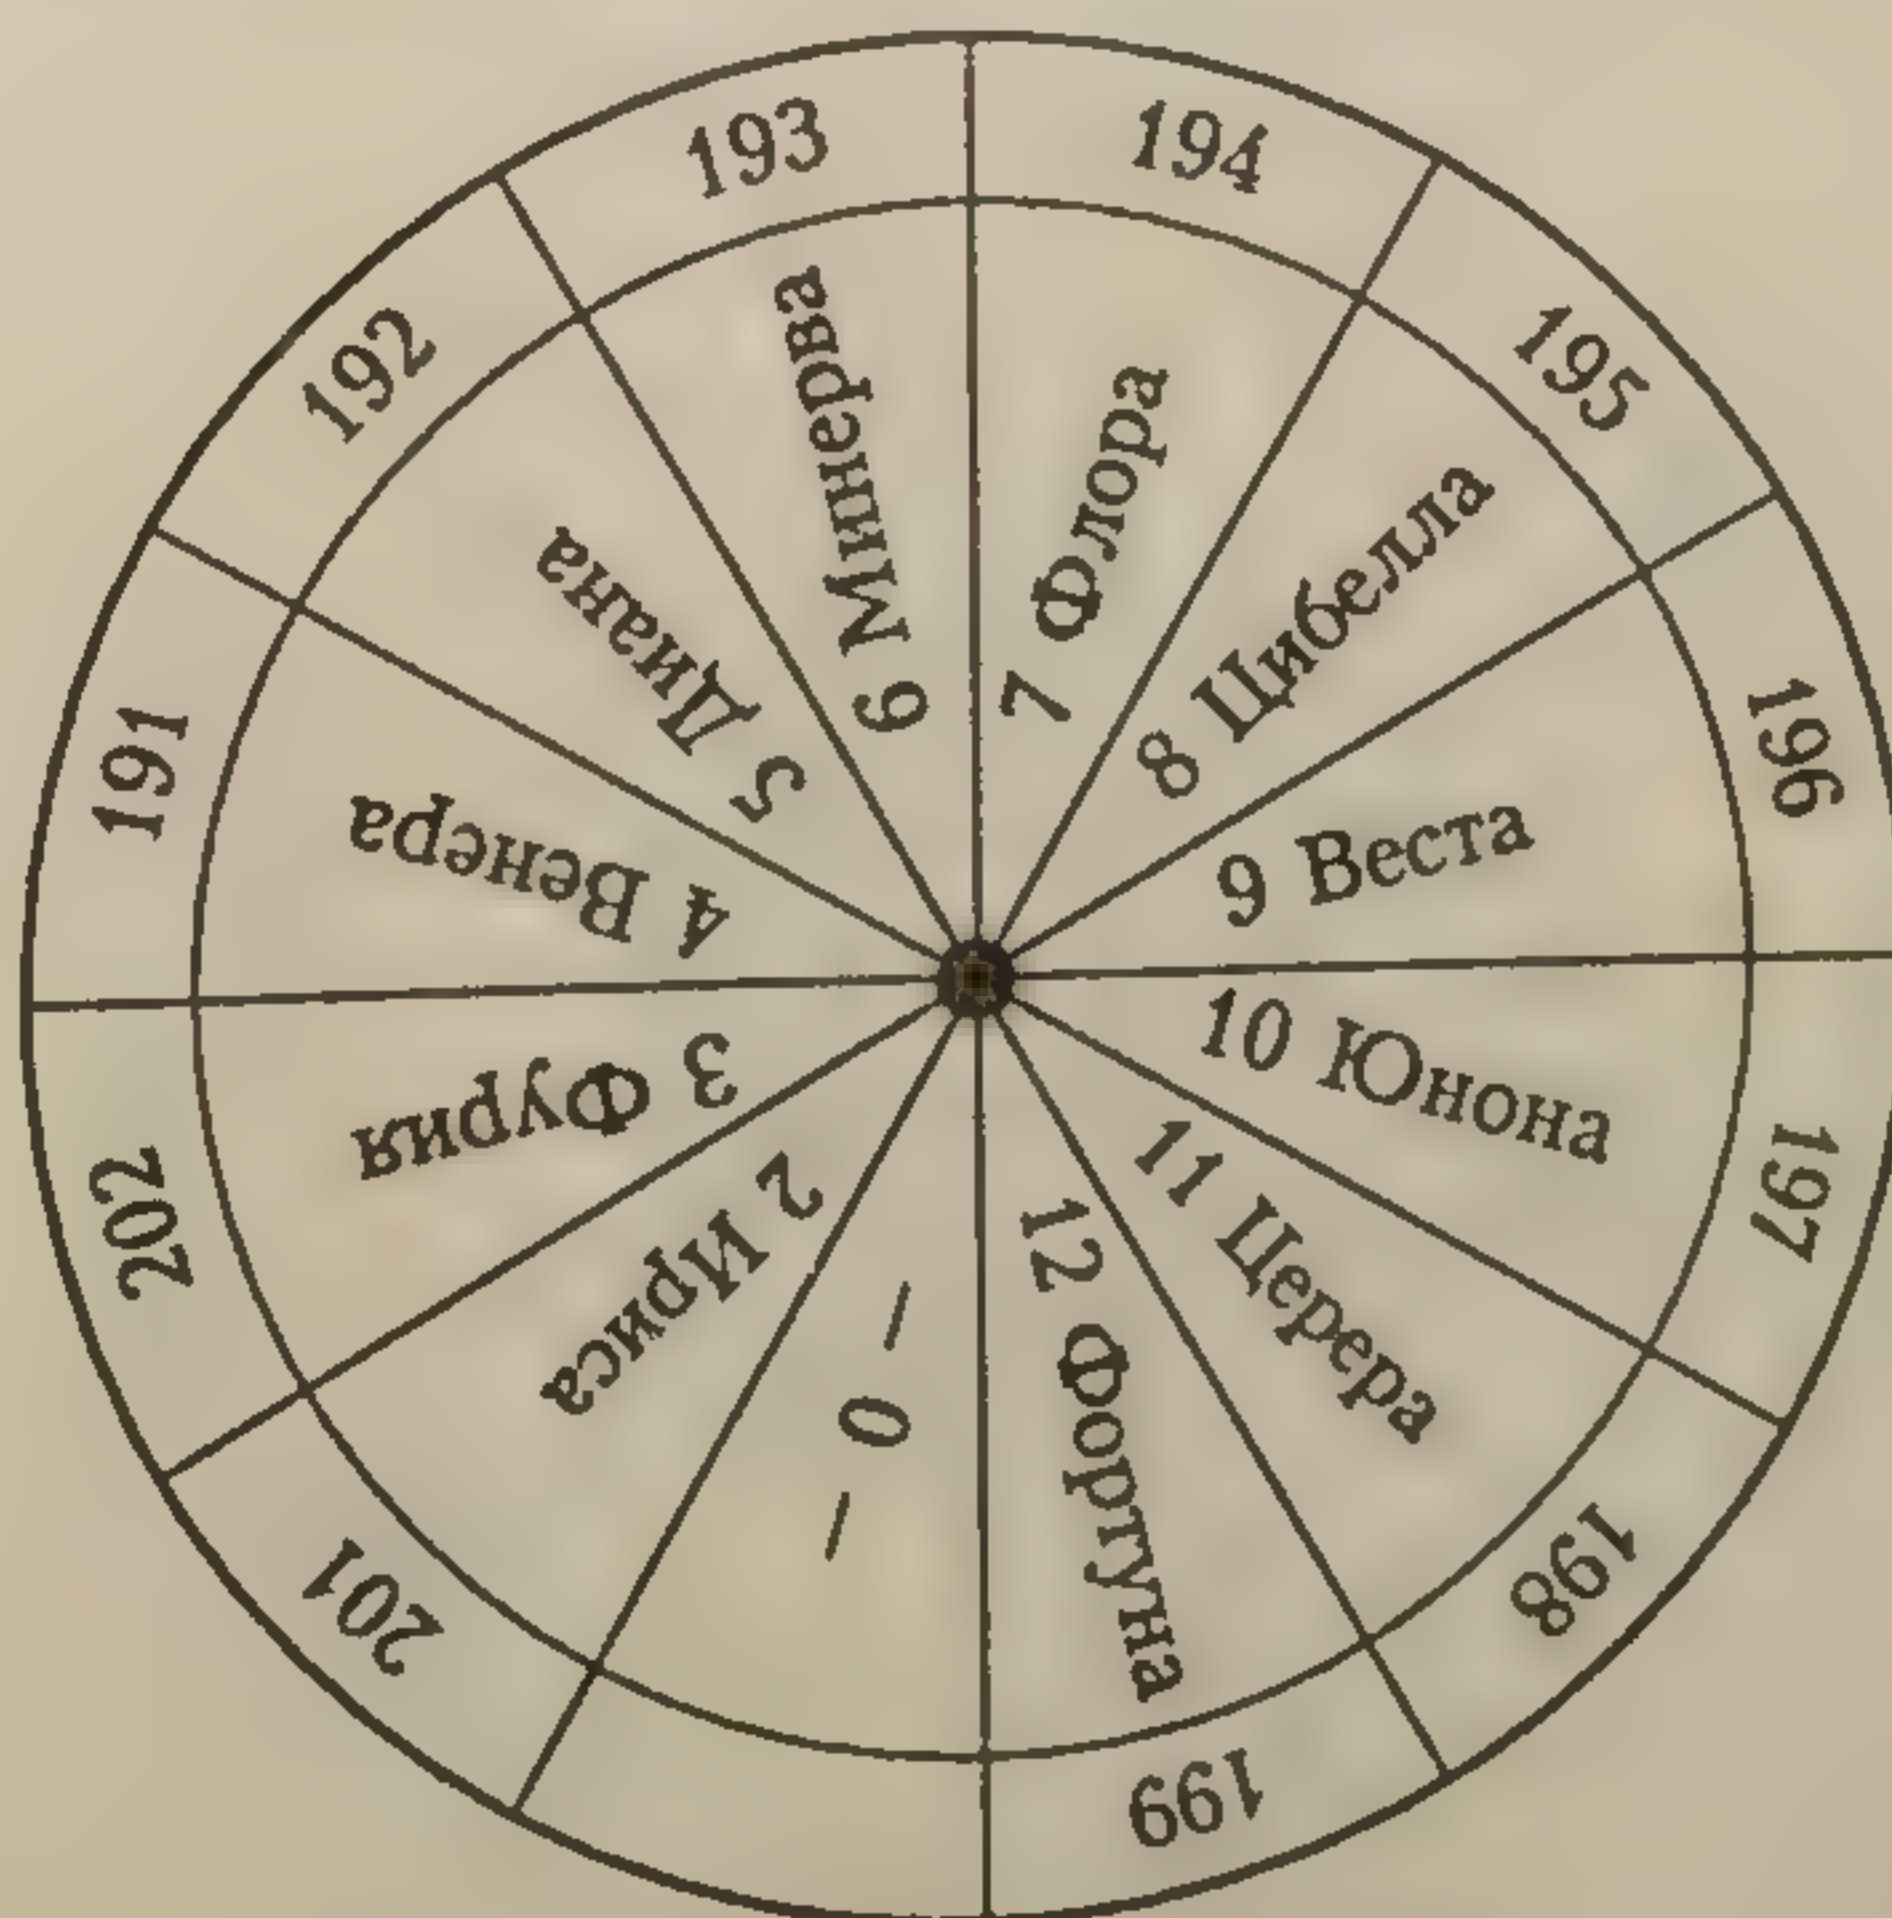 191
192
193
194
195
196
197
198
199
201
202
2 Ириса
3 Фурия
4 Венера
5 Диана
6 Минерва
7 Флора
8 Цибелла
9 Веста
10 Юнона
11 Церера
12 Фортуна
— 0 —